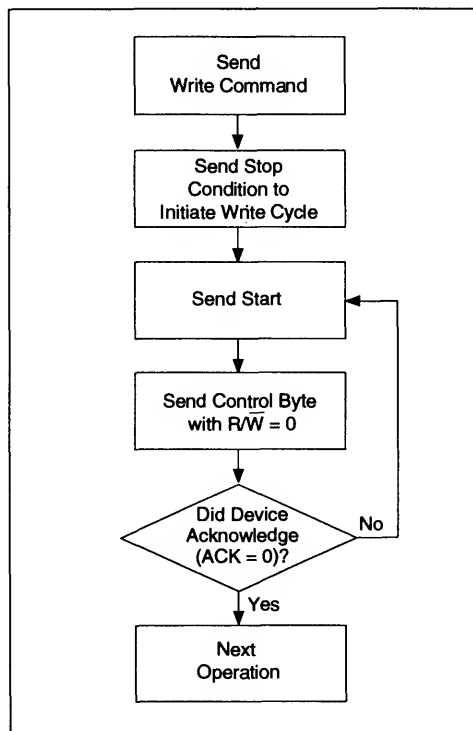 Send
Write Command
Send Stop
Condition to
Initiate Write Cycle
Send Start
Send Control Byte
with R/W̅ = 0
Did Device
Acknowledge
(ACK = 0)?
No
Yes
Next
Operation